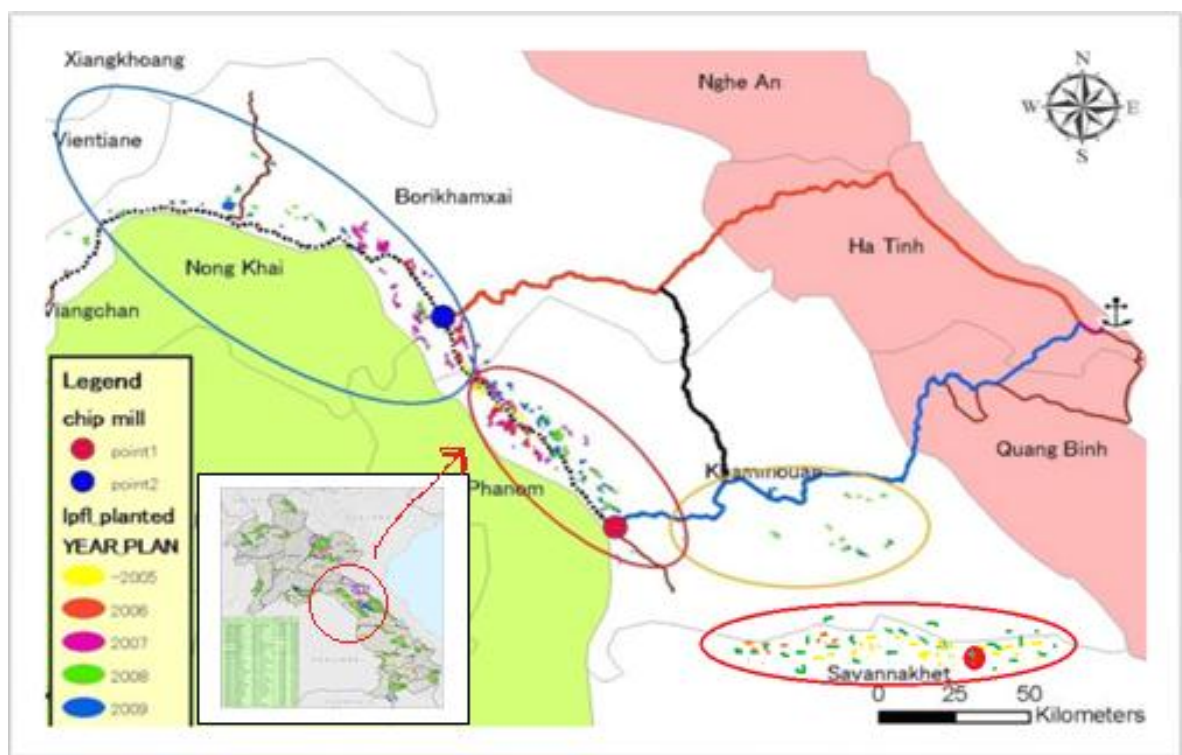 Xiangkhoang
Nghe An
N
W E
S
Vientiane
Borikhamxai
Ha Tinh
Nong Khai
Viangchan
Legend
chip mill
point1
point2
lpfl_planted
YEAR_PLAN
-2005
2006
2007
2008
2009
Phanom
Khammouan
Quang Binh
Savannakhet
0 25 50
Kilometers